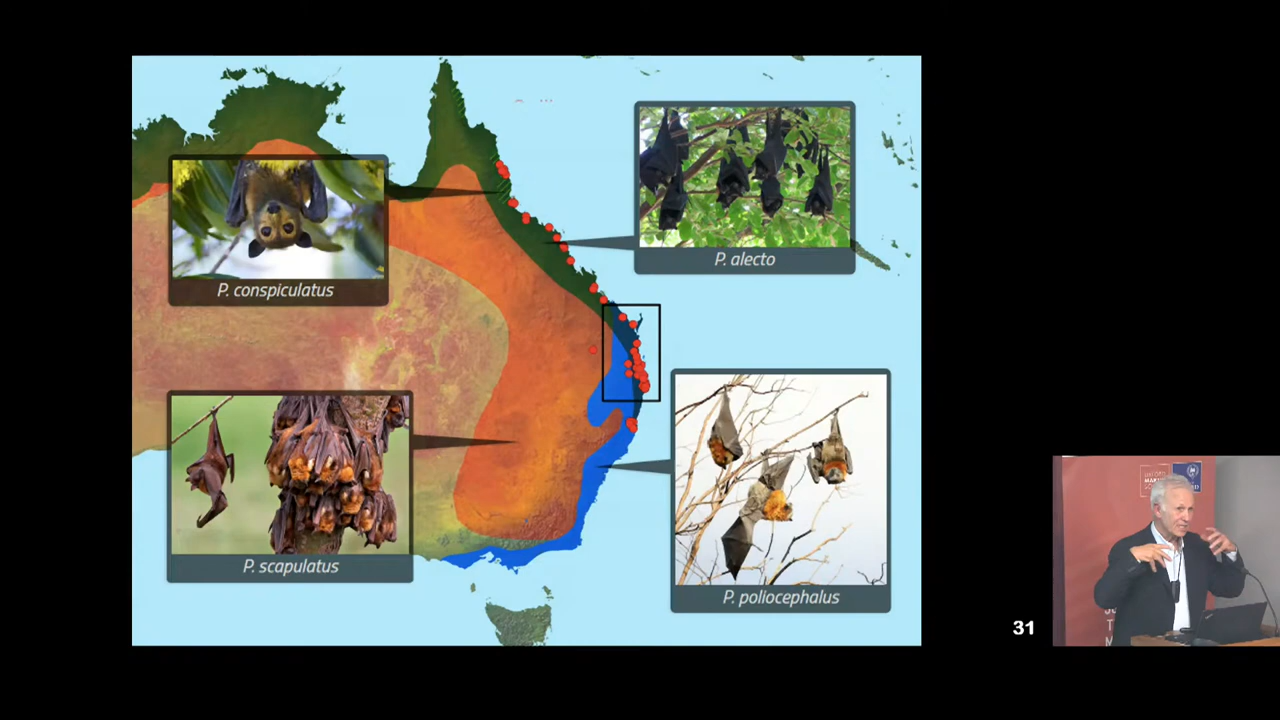 P. conspiculatus
P. alecto
P. scapulatus
P. poliocephalus
31